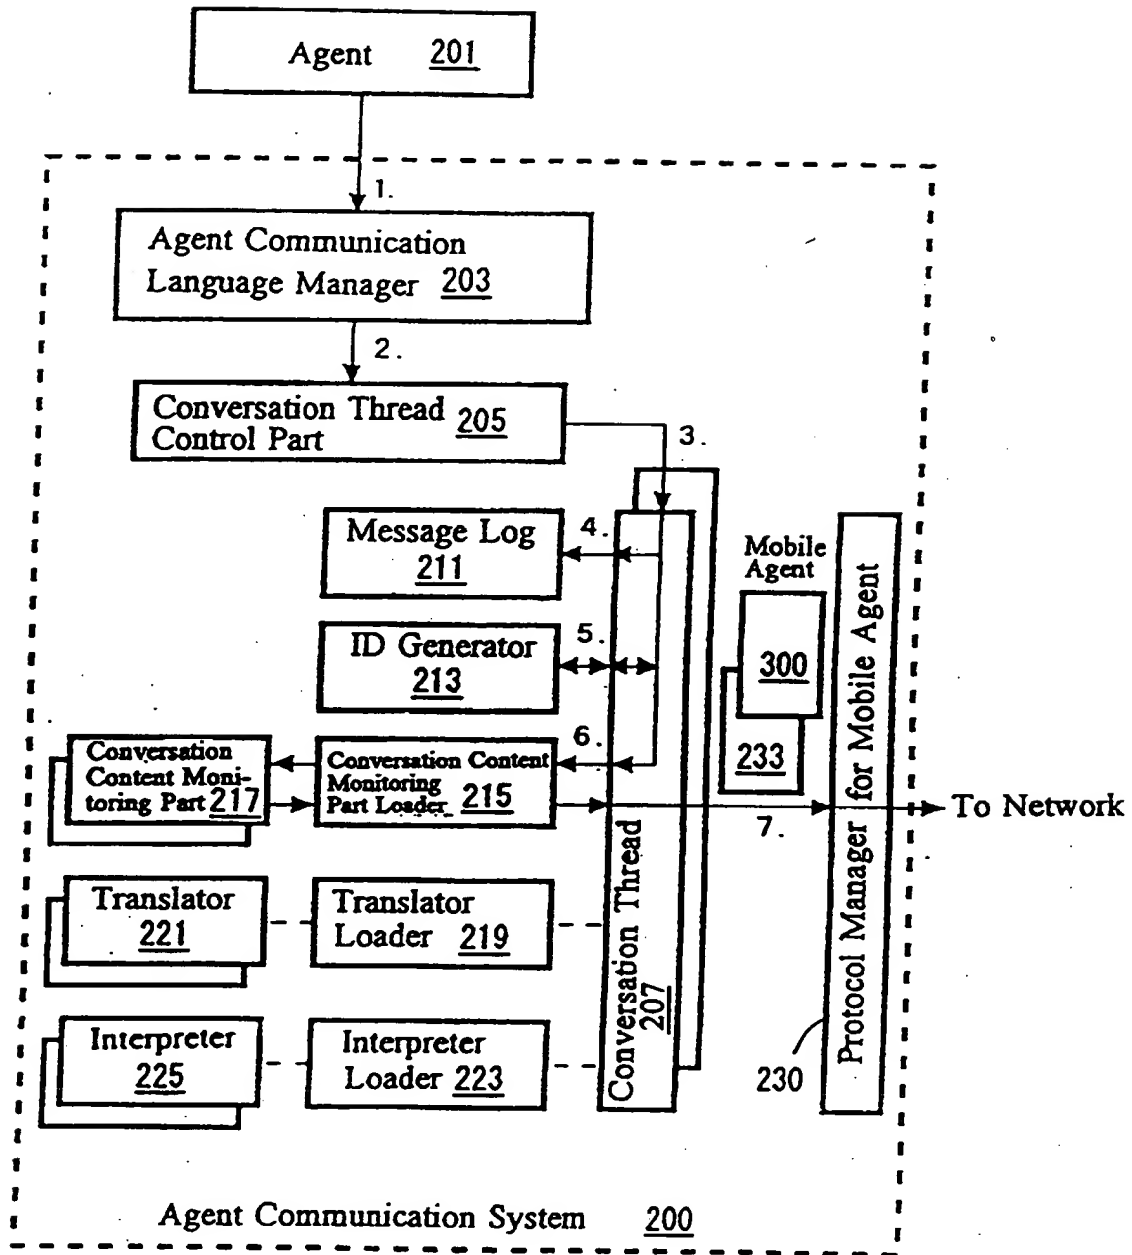 Agent 201
1.
Agent Communication
Language Manager 203
2.
Conversation Thread
Control Part 205
3.
Message Log
211
4.
ID Generator
213
5.
Conversation
Content Moni-
toring Part 217
Conversation Content
Monitoring
Part Loader 215
6.
7.
Translator
221
Translator
Loader 219
Interpreter
225
Interpreter
Loader 223
Conversation Thread
207
Mobile
Agent
300
233
Protocol Manager for Mobile Agent
230
To Network
Agent Communication System 200